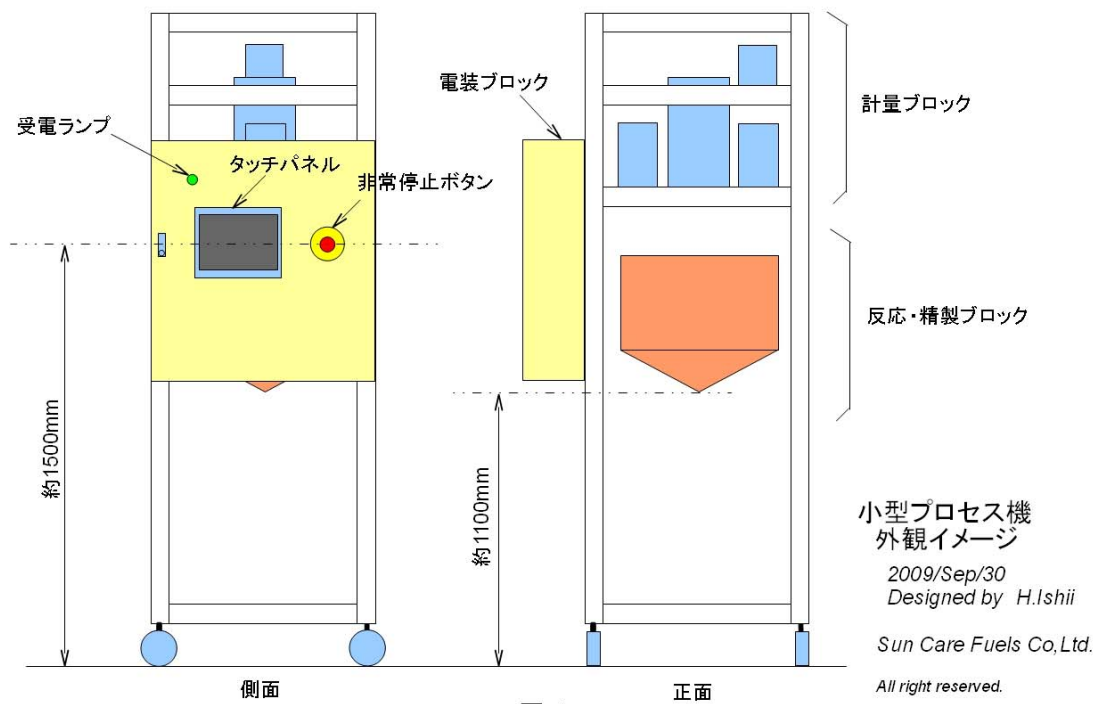 受電ランプ
タッチパネル
非常停止ボタン
約1500mm
側面
電装ブロック
計量ブロック
反応・精製ブロック
約1100mm
正面
小型プロセス機
外観イメージ
2009/Sep/30
Designed by H.Ishii
Sun Care Fuels Co,Ltd.
All right reserved.